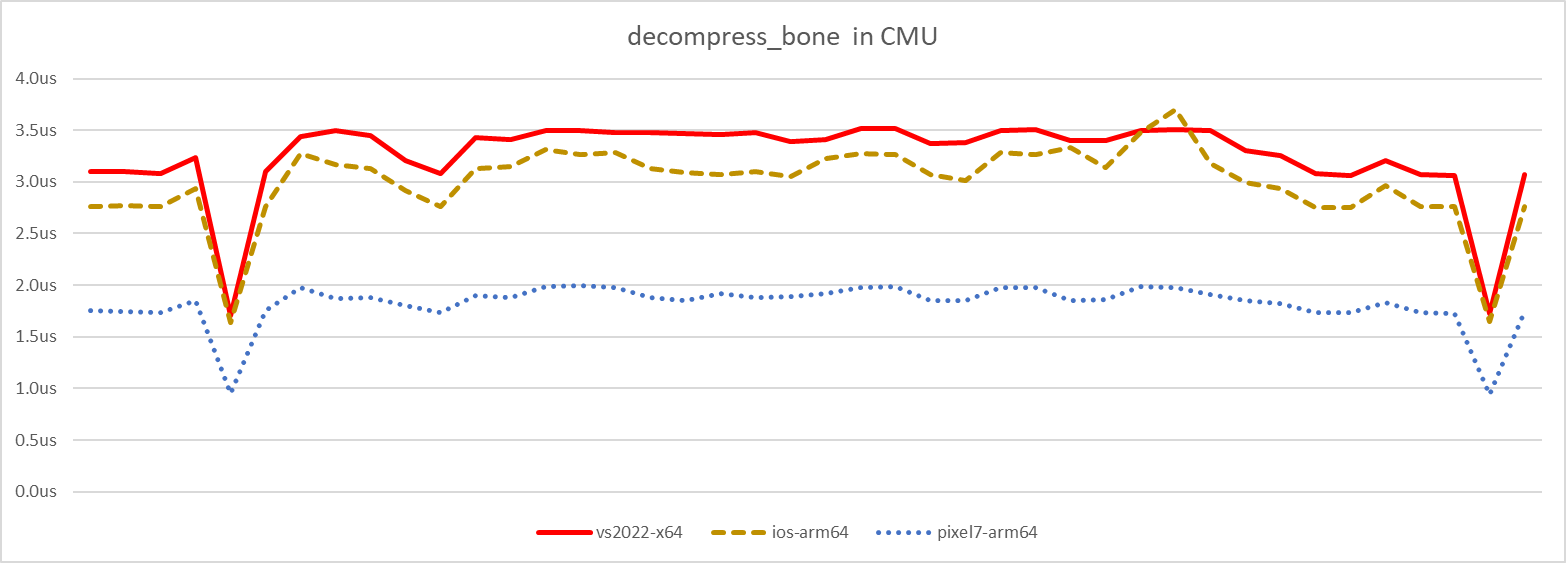 decompress_bone in CMU
4.0us
3.5us
3.0us
2.5us
2.0us
1.5us
1.0us
0.5us
0.0us
vs2022-x64 ios-arm64 pixel7-arm64